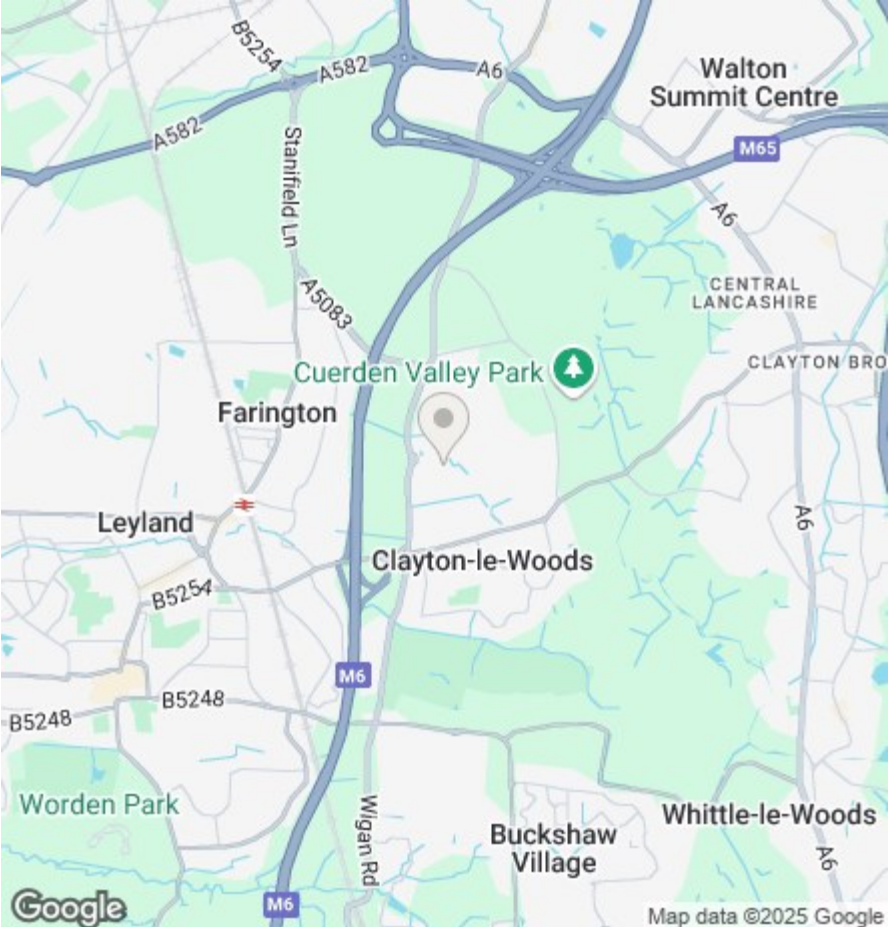 B5254
A582
A6
Walton
Summit Centre
A582
M65
Stanifield Ln
A6
CENTRAL
LANCASHIRE
A5083
CLAYTON BRO
Cuerden Valley Park
Farington
Leyland
A6
Clayton-le-Woods
B5254
M6
B5248
B5248
Worden Park
Wigan Rd
Whittle-le-Woods
Buckshaw
Village
A6
M6
Google
Map data ©2025 Google